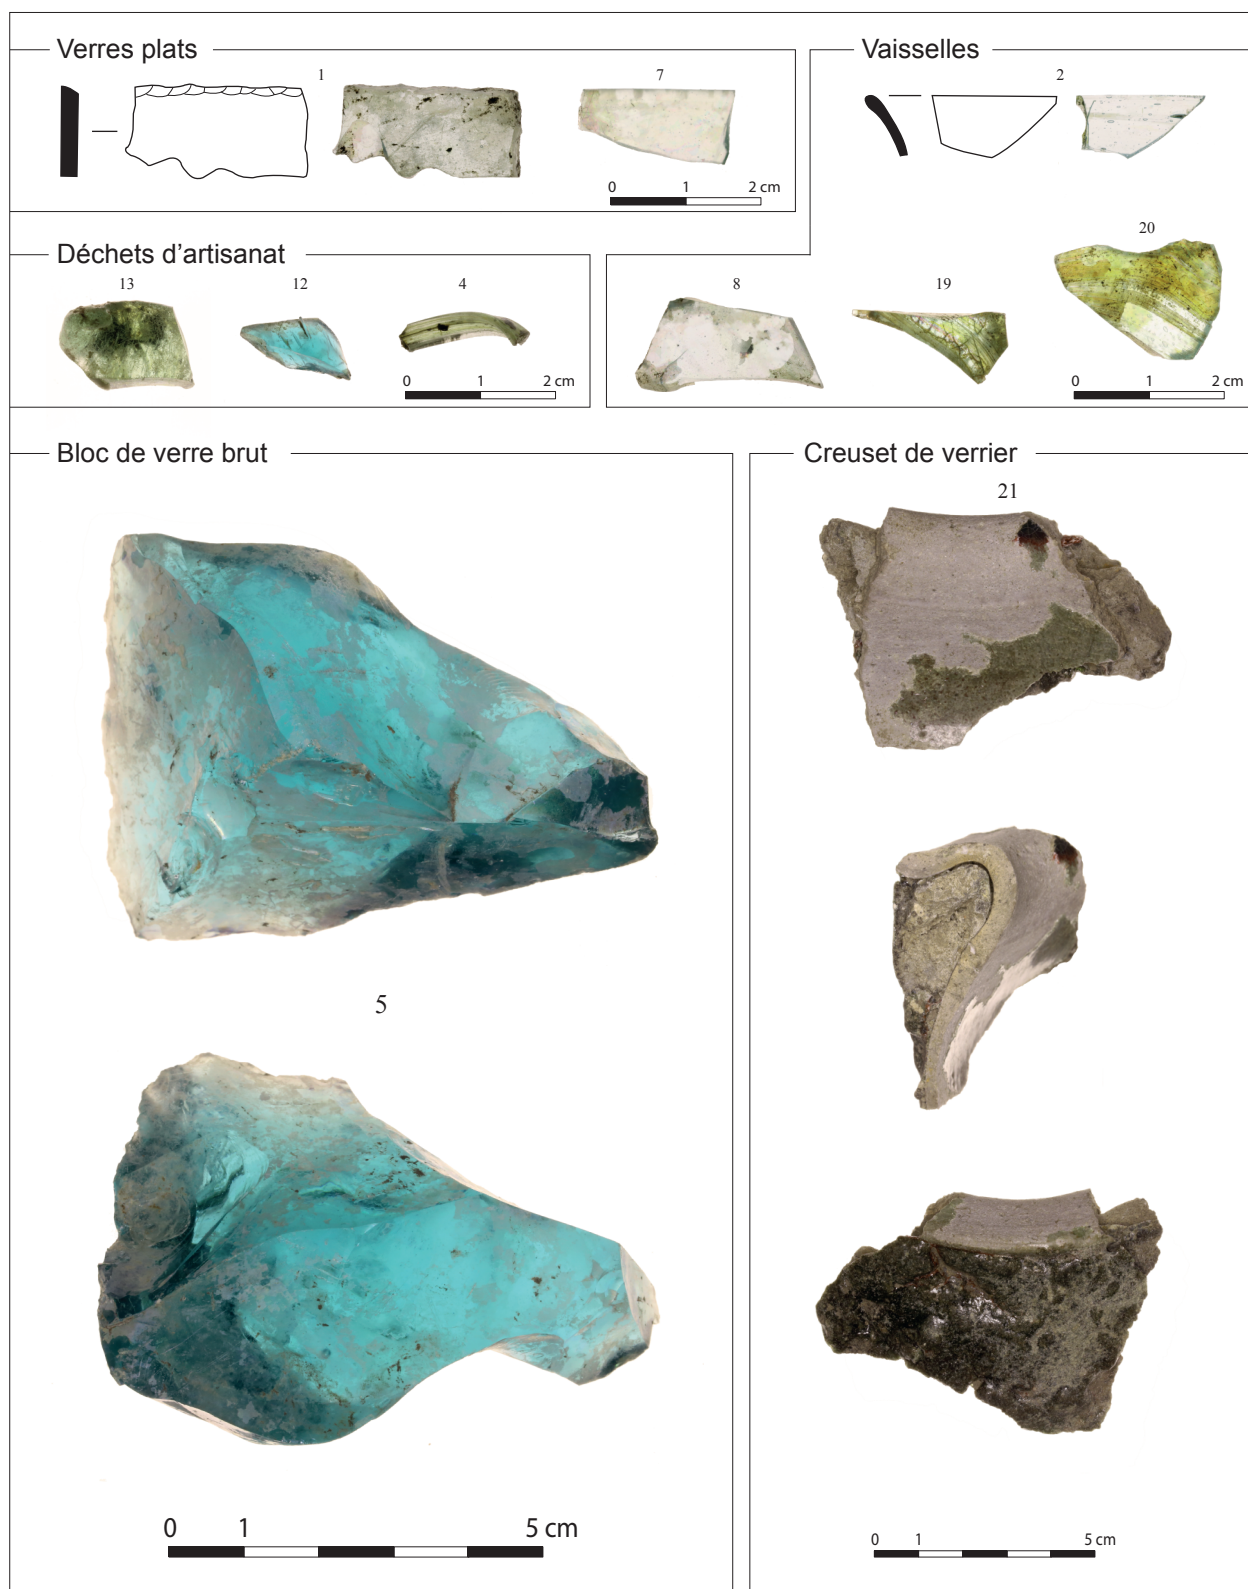 Verres plats
1
7
0 1 2 cm
Vaisselles
2
20
8
19
0 1 2 cm
Déchets d'artisanat
13
12
4
0 1 2 cm
Bloc de verre brut
5
0 1 5 cm
Creuset de verrier
21
0 1 5 cm